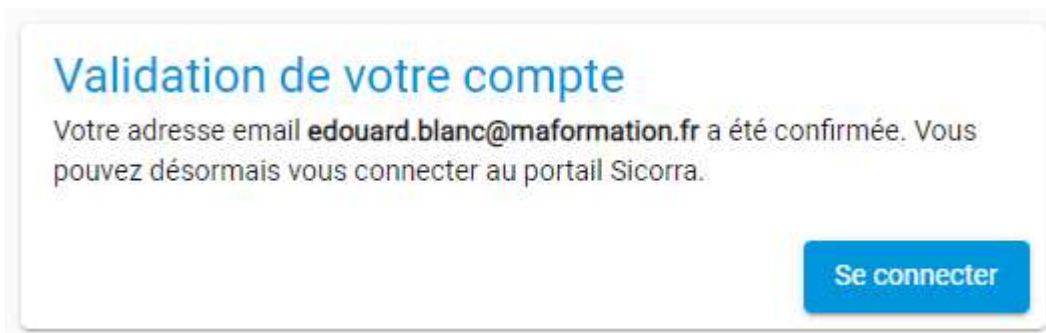 Validation de votre compte
Votre adresse email edouard.blanc@maformation.fr a été confirmée. Vous
pouvez désormais vous connecter au portail Sicorra.
Se connecter